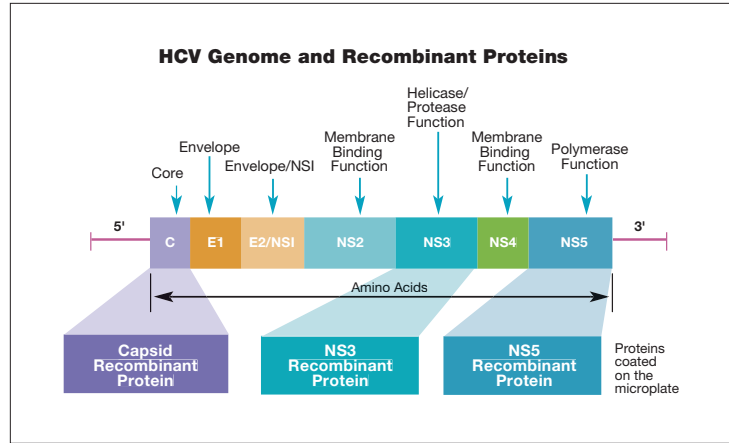 HCV Genome and Recombinant Proteins
Helicase/
Protease
Function
Membrane
Binding
Function
Membrane
Binding
Function
Envelope
Polymerase
Function
Envelope/NSI
Core
5'
3'
C
E1
E2/NSI
NS2
NS3
NS4
NS5
Amino Acids
Capsid
Recombinant
Protein
NS3
Recombinant
Protein
NS5
Recombinant
Protein
Proteins
coated
on the
microplate